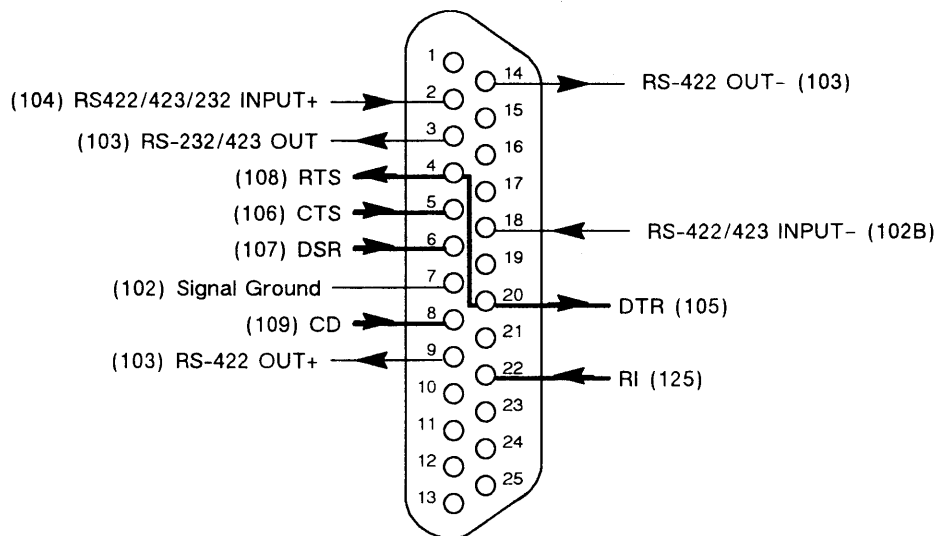 1
14 RS-422 OUT- (103)
(104) RS422/423/232 INPUT+ 2
15
(103) RS-232/423 OUT 3
16
(108) RTS 4
17
(106) CTS 5
18 RS-422/423 INPUT- (102B)
(107) DSR 6
19
(102) Signal Ground 7
20 DTR (105)
(109) CD 8
21
(103) RS-422 OUT+ 9
22 RI (125)
10
23
11
24
12
25
13